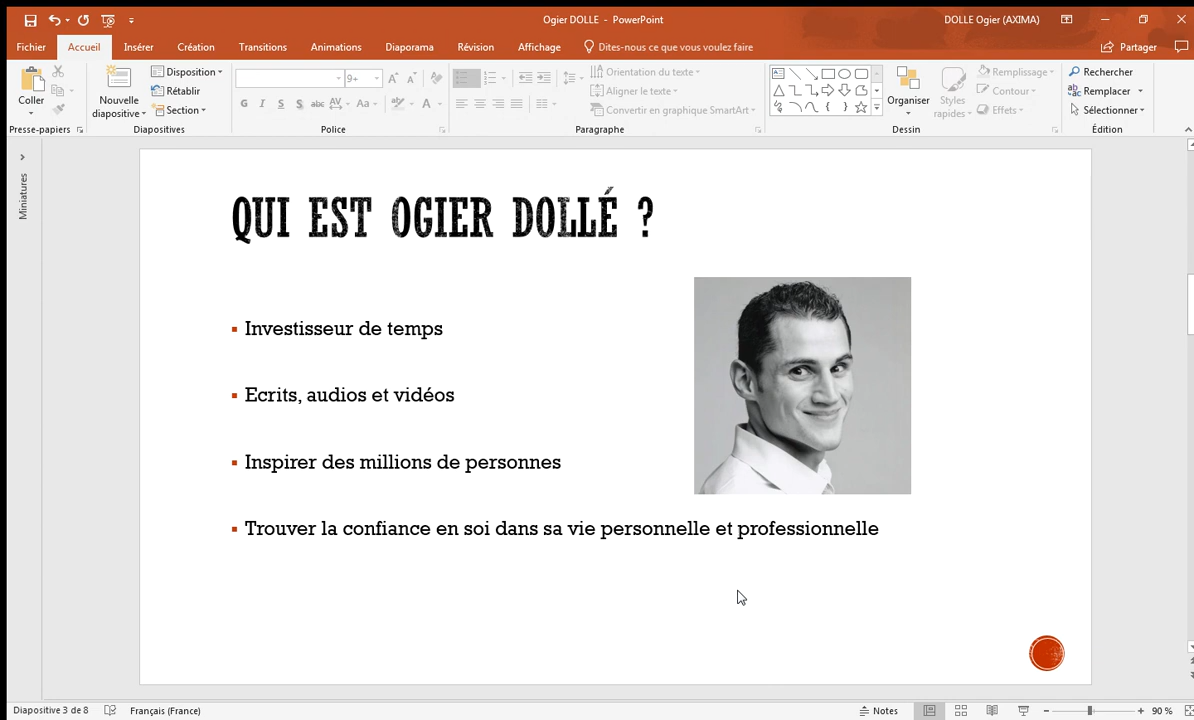 Ogier DOLLE - PowerPoint
DOLLE Ogier (AXIMA)
Fichier Accueil Insérer Création Transitions Animations Diaporama Révision Affichage Dites-nous ce que vous voulez faire Partager
Coller
Presse-papiers
Nouvelle diapositive
Disposition
Rétablir
Section
Diapositives
9+
G I S S abc AV Aa A
Police
Orientation du texte
Aligner le texte
Convertir en graphique SmartArt
Paragraphe
Organiser
Styles rapides
Remplissage
Contour
Effets
Dessin
Rechercher
Remplacer
Sélectionner
Édition
Miniatures
QUI EST OGIER DOLLÉ ?
Investisseur de temps
Ecrits, audios et vidéos
Inspirer des millions de personnes
Trouver la confiance en soi dans sa vie personnelle et professionnelle
Diapositive 3 de 8 Français (France) Notes 90 %